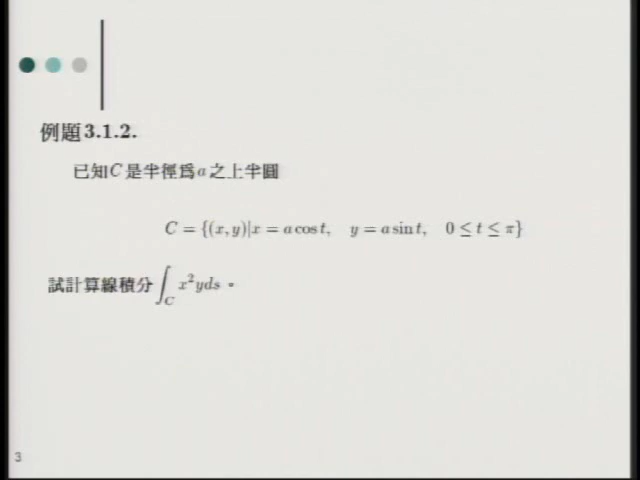 例題3.1.2.
已知C是半徑爲a之上半圓
C = {(x, y)|x = a cos t, y = a sin t, 0 ≤ t ≤ π}
試計算線積分∫_C x²yds。
3